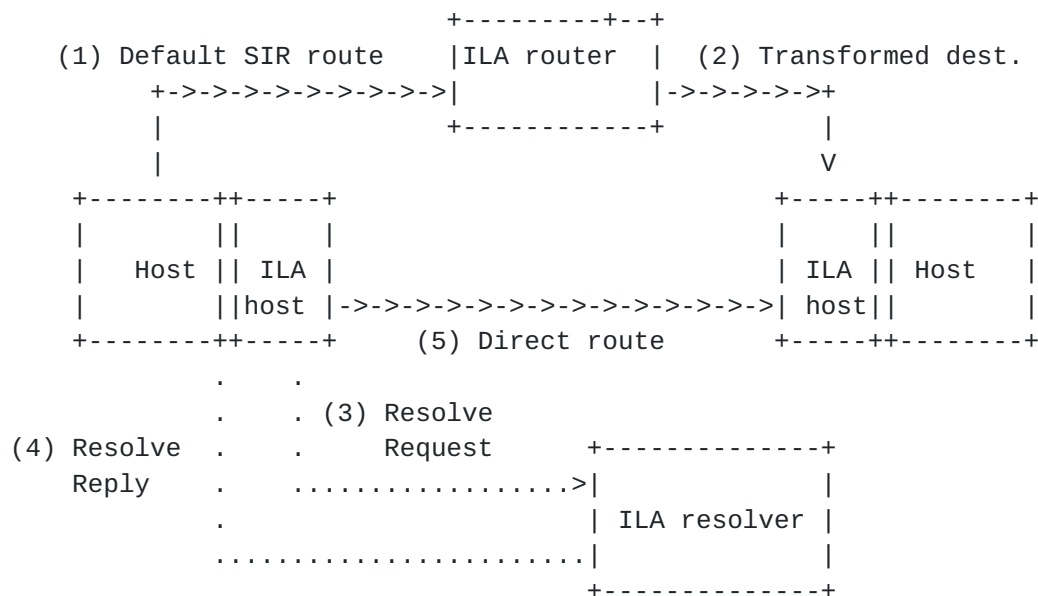 (1) Default SIR route |ILA router | (2) Transformed dest.
Host || ILA | | ILA || Host
host host
(5) Direct route
(3) Resolve
(4) Resolve Request
Reply
ILA resolver